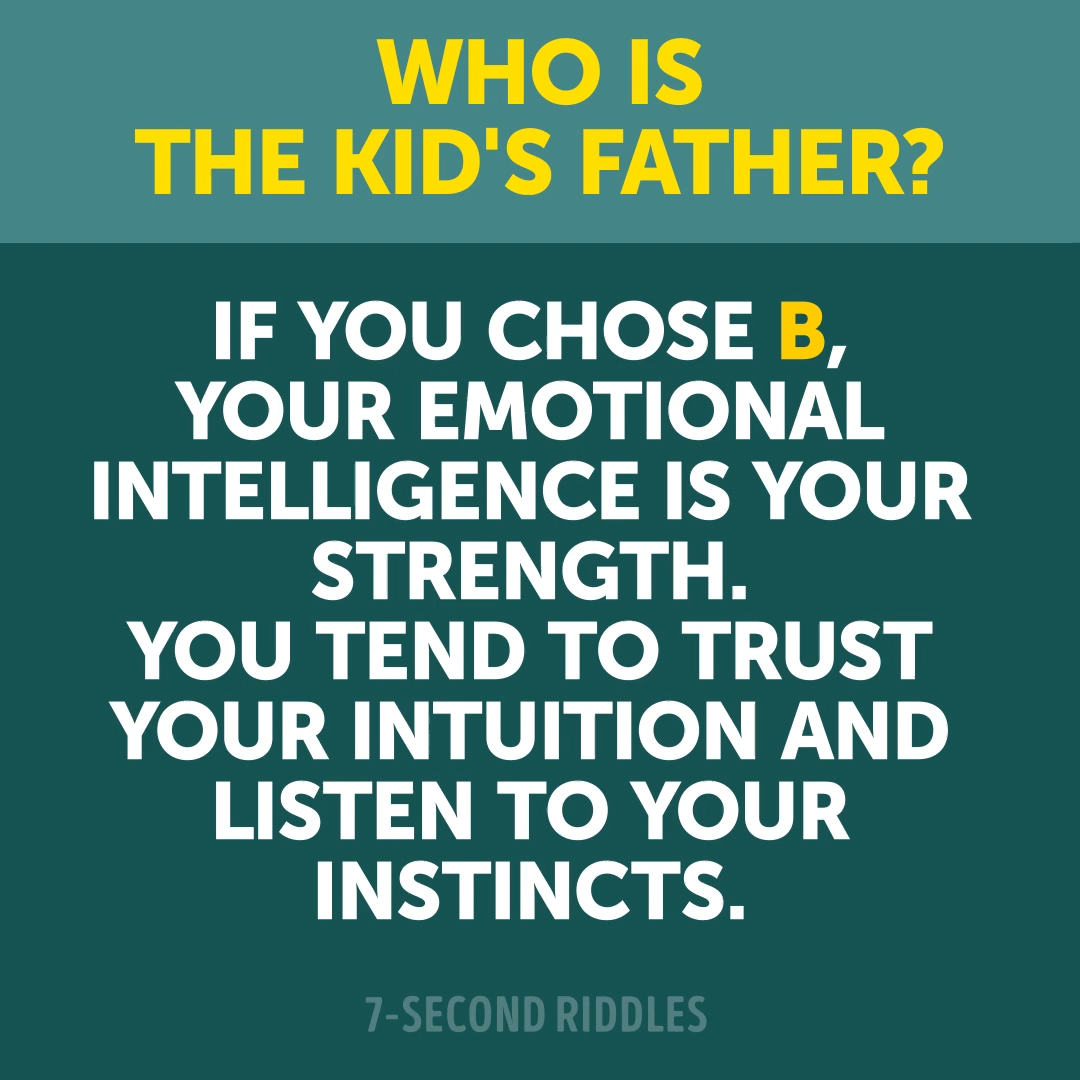 WHO IS
THE KID'S FATHER?
IF YOU CHOSE B,
YOUR EMOTIONAL
INTELLIGENCE IS YOUR
STRENGTH.
YOU TEND TO TRUST
YOUR INTUITION AND
LISTEN TO YOUR
INSTINCTS.
7-SECOND RIDDLES